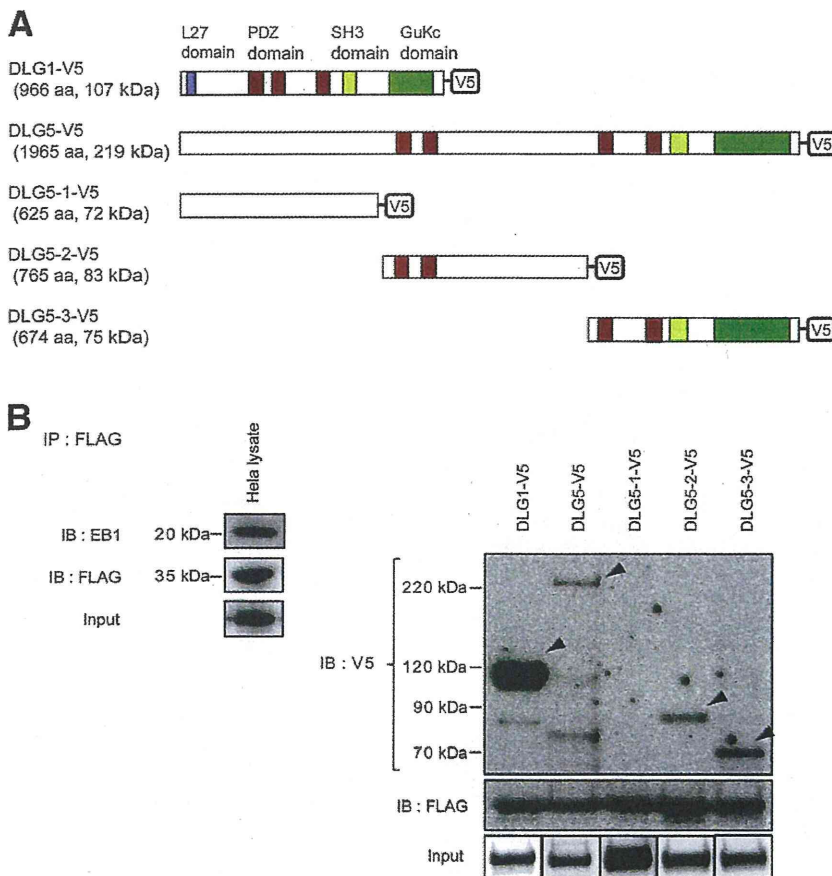 A
L27 domain
PDZ domain
SH3 domain
GuKc domain
DLG1-V5
(966 aa, 107 kDa)
V5
DLG5-V5
(1965 aa, 219 kDa)
V5
DLG5-1-V5
(625 aa, 72 kDa)
V5
DLG5-2-V5
(765 aa, 83 kDa)
V5
DLG5-3-V5
(674 aa, 75 kDa)
V5
B
IP : FLAG
Hela lysate
IB : EB1 20 kDa
IB : FLAG 35 kDa
Input
DLG1-V5
DLG5-V5
DLG5-1-V5
DLG5-2-V5
DLG5-3-V5
IB : V5
220 kDa
120 kDa
90 kDa
70 kDa
IB : FLAG
Input